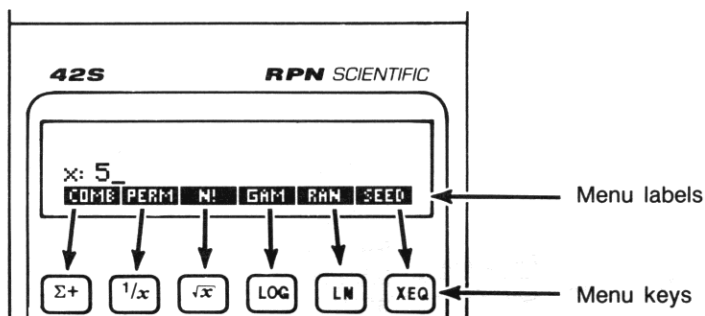 42S RPN SCIENTIFIC
x: 5_
COMB PERM N! GAM RAN SEED
Menu labels
Σ+ 1/x √x LOG LN XEQ
Menu keys